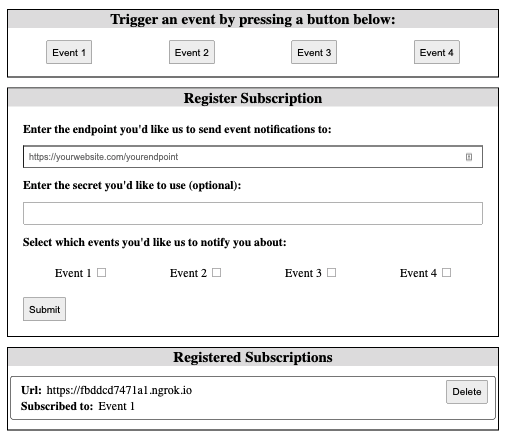 Trigger an event by pressing a button below:
Event 1 Event 2 Event 3 Event 4
Register Subscription
Enter the endpoint you'd like us to send event notifications to:
https://yourwebsite.com/yourendpoint
Enter the secret you'd like to use (optional):
Select which events you'd like us to notify you about:
Event 1 Event 2 Event 3 Event 4
Submit
Registered Subscriptions
Url: https://fbddcd7471a1.ngrok.io
Delete
Subscribed to: Event 1